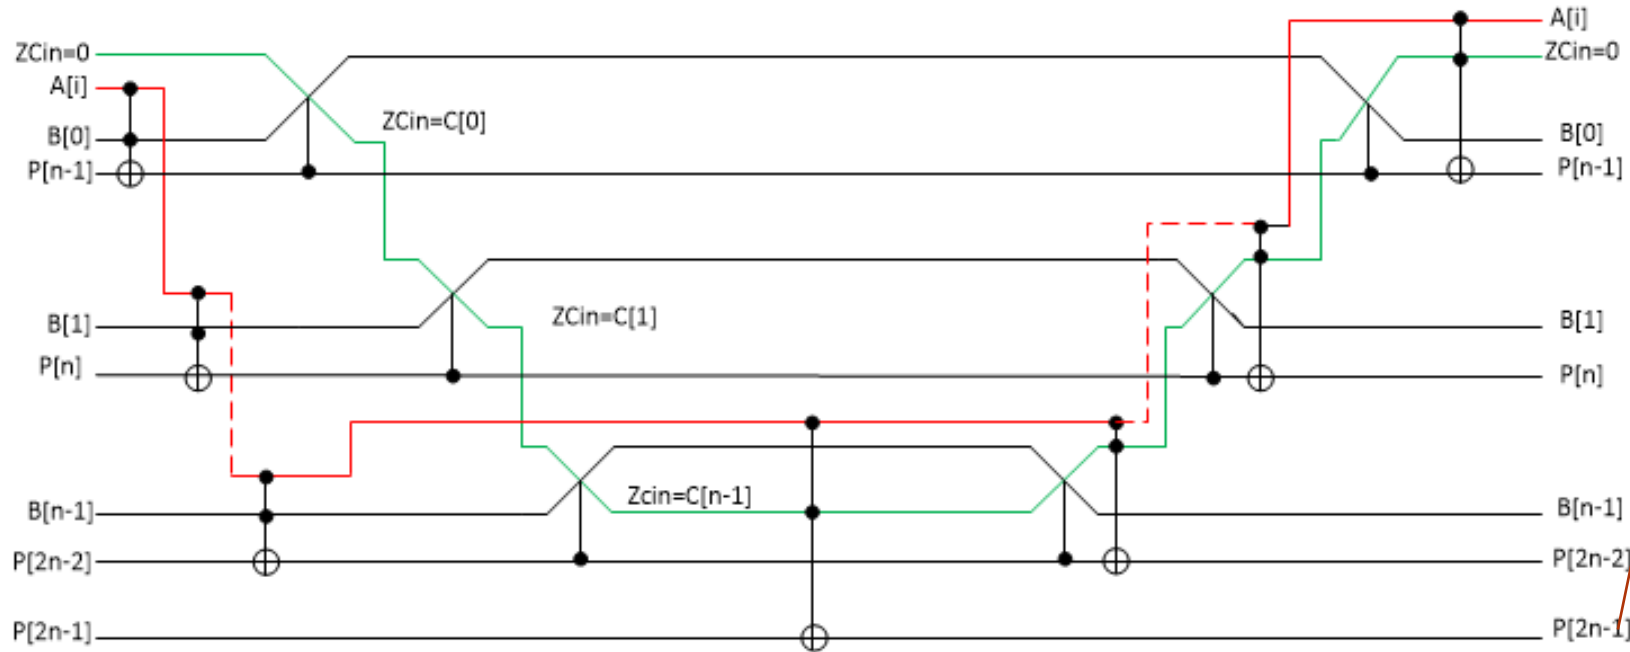 A[i]
ZCin=0
ZCin=0
A[i]
ZCin=C[0]
B[0]
B[0]
P[n-1]
P[n-1]
B[1]
ZCin=C[1]
B[1]
P[n]
P[n]
B[n-1]
Zcin=C[n-1]
B[n-1]
P[2n-2]
P[2n-2]
P[2n-1]
P[2n-1]